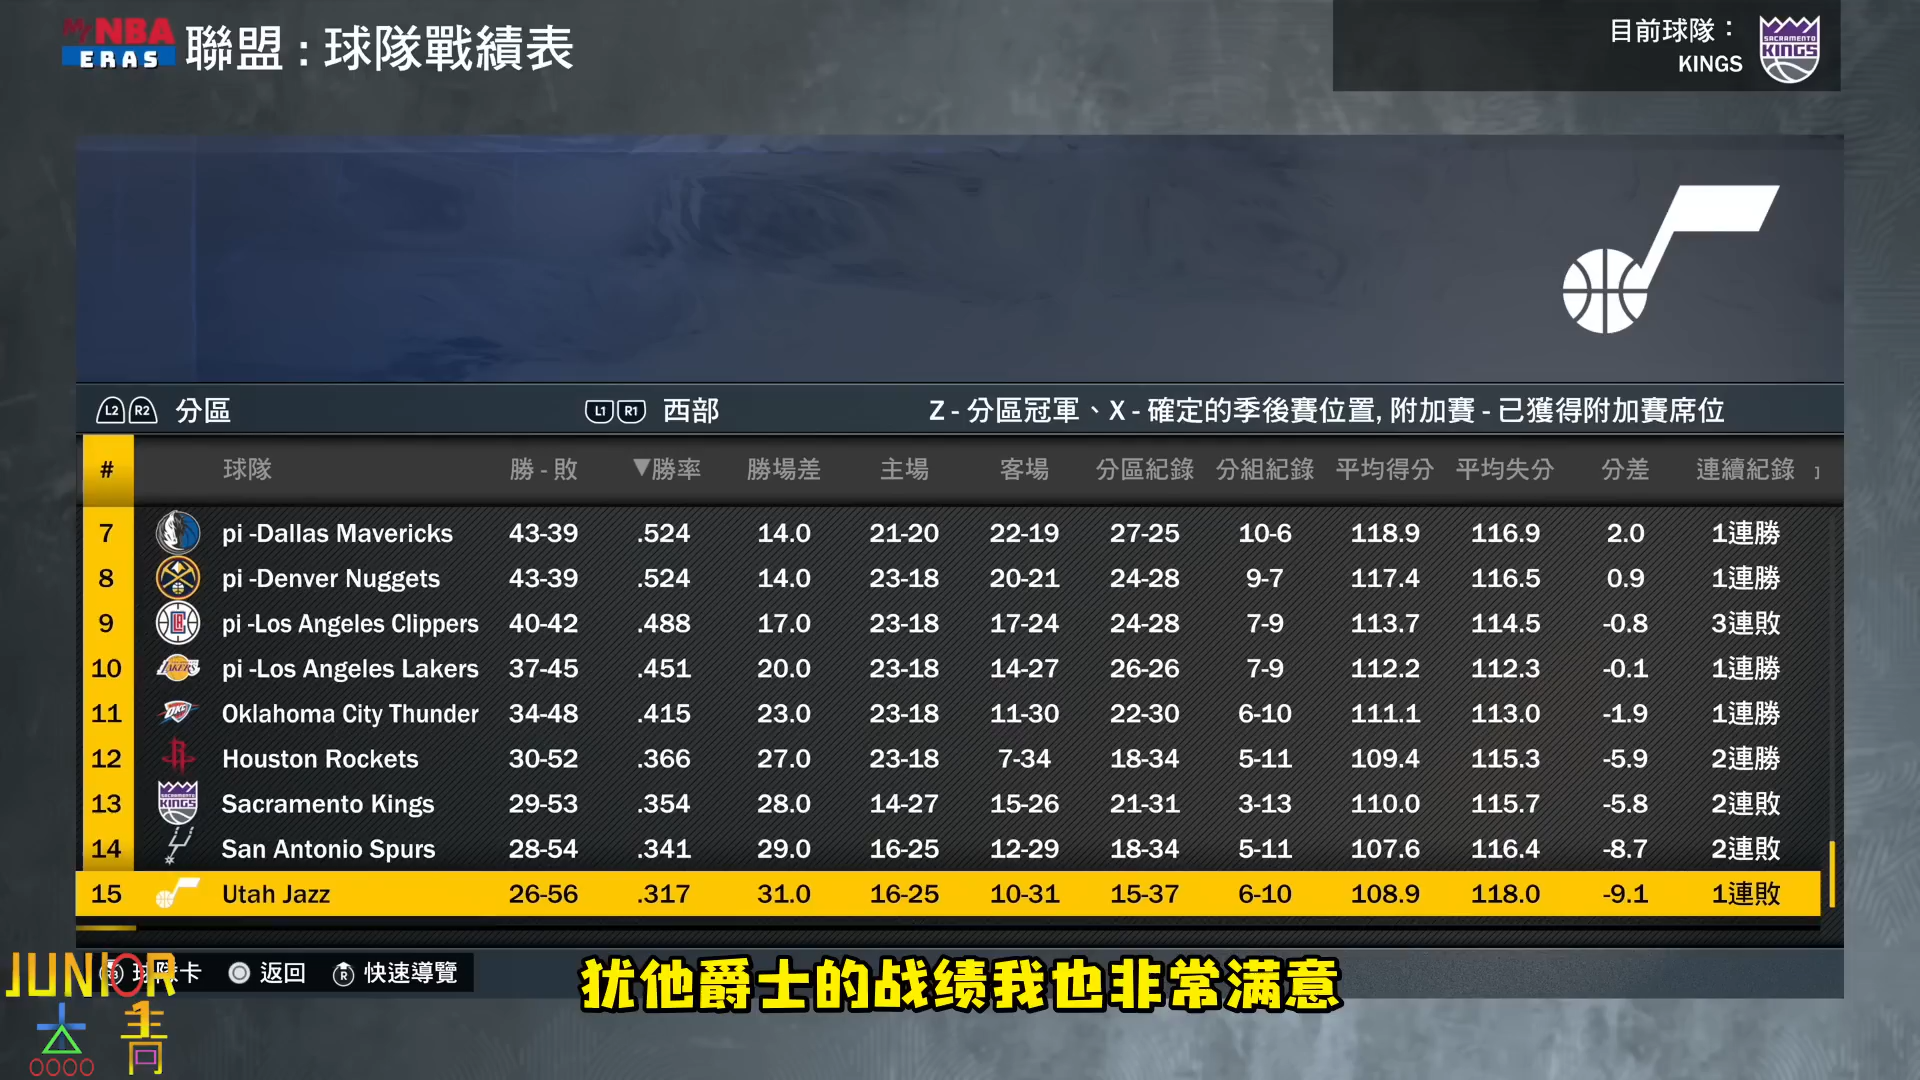 My NBA ERAS 聯盟 : 球隊戰績表
目前球隊：
KINGS
SACRAMENTO KINGS
L2 R2 分區 L1 R1 西部 Z - 分區冠軍、X - 確定的季後賽位置, 附加賽 - 已獲得附加賽席位
# 球隊 勝 - 敗 ▼勝率 勝場差 主場 客場 分區紀錄 分組紀錄 平均得分 平均失分 分差 連續紀錄
7 pi -Dallas Mavericks 43-39 .524 14.0 21-20 22-19 27-25 10-6 118.9 116.9 2.0 1連勝
8 pi -Denver Nuggets 43-39 .524 14.0 23-18 20-21 24-28 9-7 117.4 116.5 0.9 1連勝
9 pi -Los Angeles Clippers 40-42 .488 17.0 23-18 17-24 24-28 7-9 113.7 114.5 -0.8 3連敗
10 pi -Los Angeles Lakers 37-45 .451 20.0 23-18 14-27 26-26 7-9 112.2 112.3 -0.1 1連勝
11 Oklahoma City Thunder 34-48 .415 23.0 23-18 11-30 22-30 6-10 111.1 113.0 -1.9 1連勝
12 Houston Rockets 30-52 .366 27.0 23-18 7-34 18-34 5-11 109.4 115.3 -5.9 2連勝
13 Sacramento Kings 29-53 .354 28.0 14-27 15-26 21-31 3-13 110.0 115.7 -5.8 2連敗
14 San Antonio Spurs 28-54 .341 29.0 16-25 12-29 18-34 5-11 107.6 116.4 -8.7 2連敗
15 Utah Jazz 26-56 .317 31.0 16-25 10-31 15-37 6-10 108.9 118.0 -9.1 1連敗
球隊卡 返回 R 快速導覽
JUNIOR
犹他爵士的战绩我也非常满意